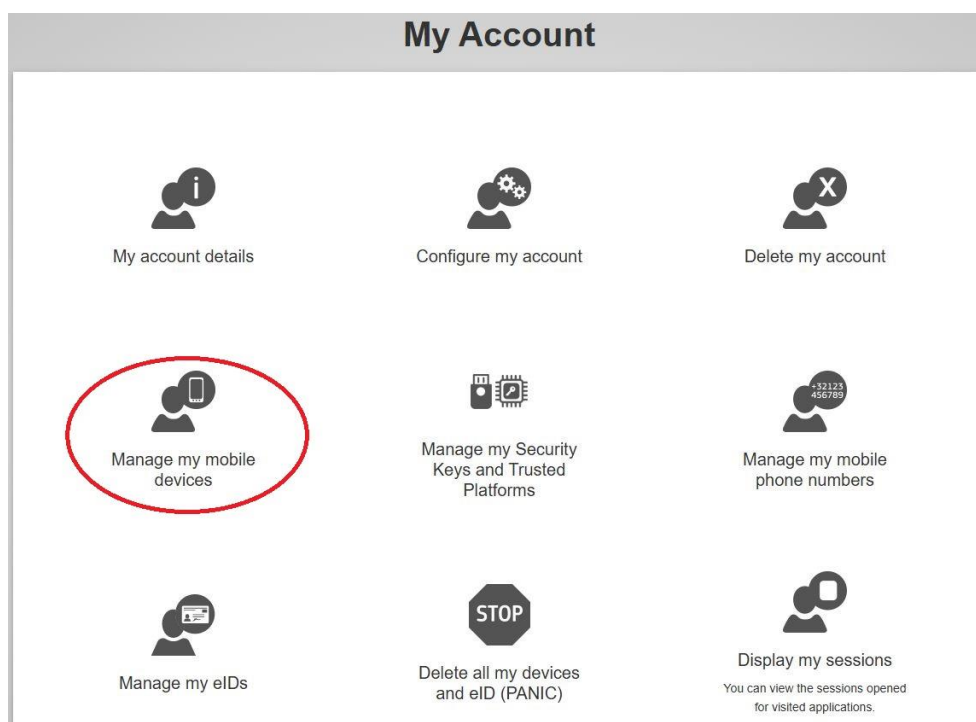 My Account
i
X
My account details
Configure my account
Delete my account
+32123
456789
Manage my mobile
devices
Manage my Security
Keys and Trusted
Platforms
Manage my mobile
phone numbers
STOP
Manage my eIDs
Delete all my devices
and eID (PANIC)
Display my sessions
You can view the sessions opened
for visited applications.